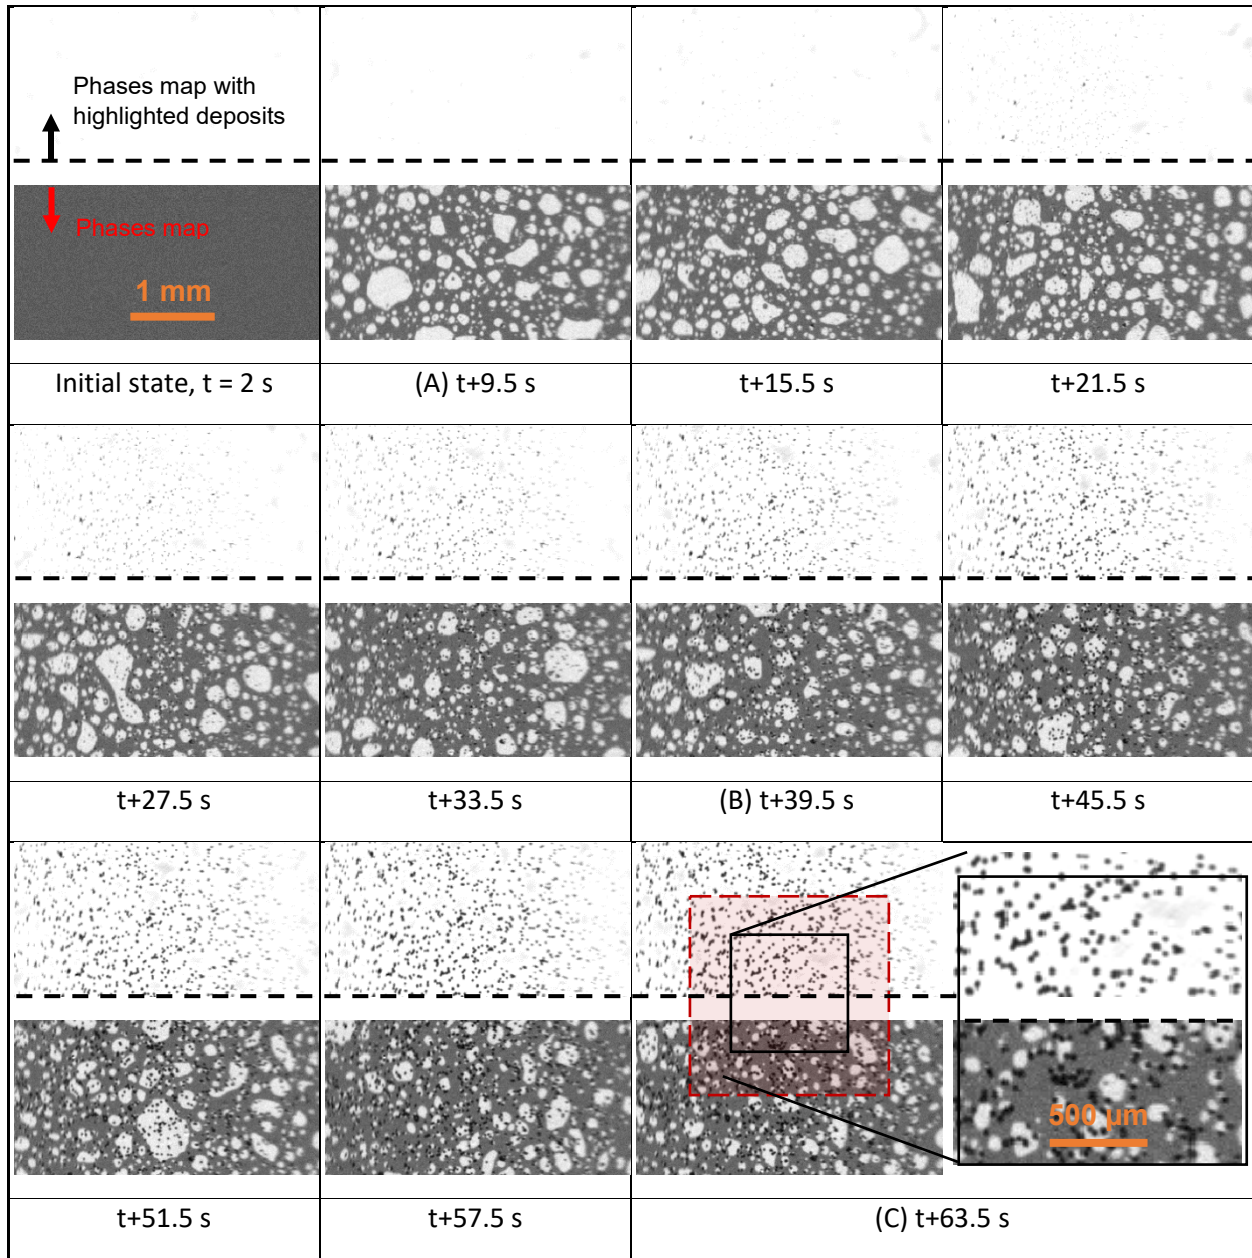 Phases map with
highlighted deposits
Phases map
1 mm
Initial state, t = 2 s
(A) t+9.5 s
t+15.5 s
t+21.5 s
t+27.5 s
t+33.5 s
(B) t+39.5 s
t+45.5 s
500 µm
t+51.5 s
t+57.5 s
(C) t+63.5 s